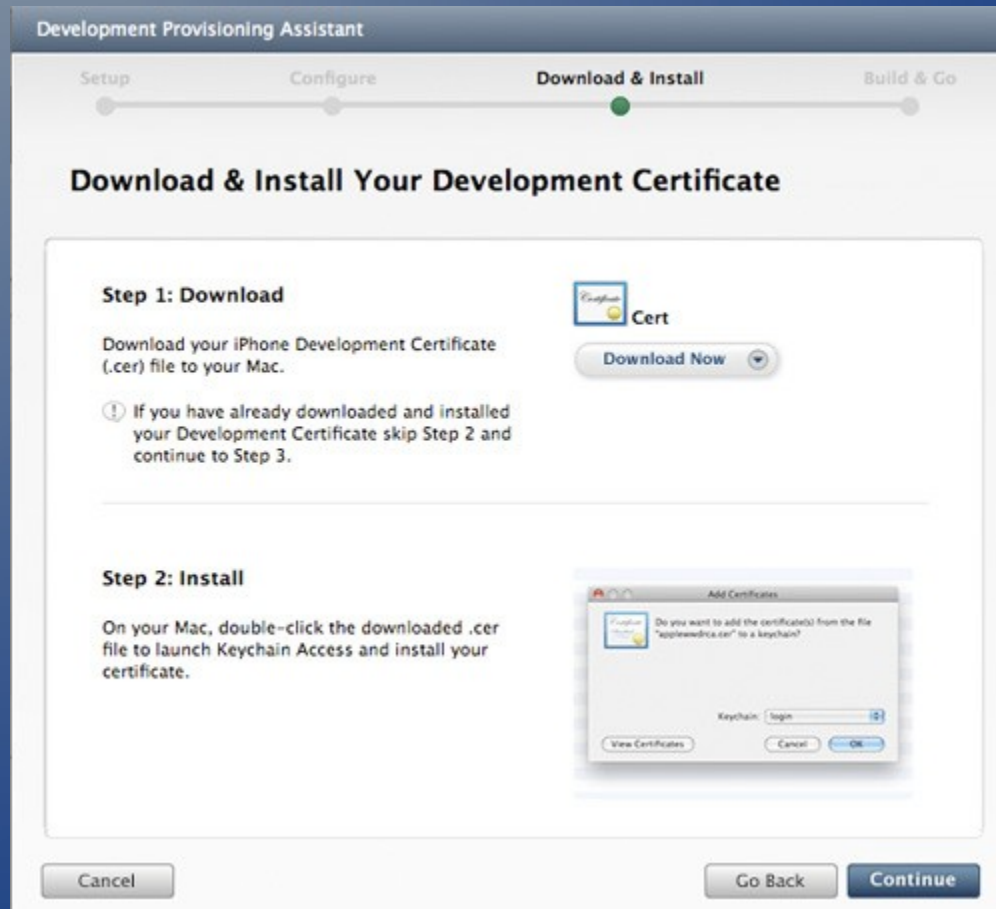 Development Provisioning Assistant
Setup Configure Download & Install Build & Go
Download & Install Your Development Certificate
Step 1: Download
Download your iPhone Development Certificate
(.cer) file to your Mac.
If you have already downloaded and installed
your Development Certificate skip Step 2 and
continue to Step 3.
Certificate
Cert
Download Now
Step 2: Install
On your Mac, double-click the downloaded .cer
file to launch Keychain Access and install your
certificate.
Add Certificates
Certificate
Do you want to add the certificate(s) from the file
"applewwdrca.cer" to a keychain?
Keychain: login
View Certificates Cancel OK
Cancel Go Back Continue